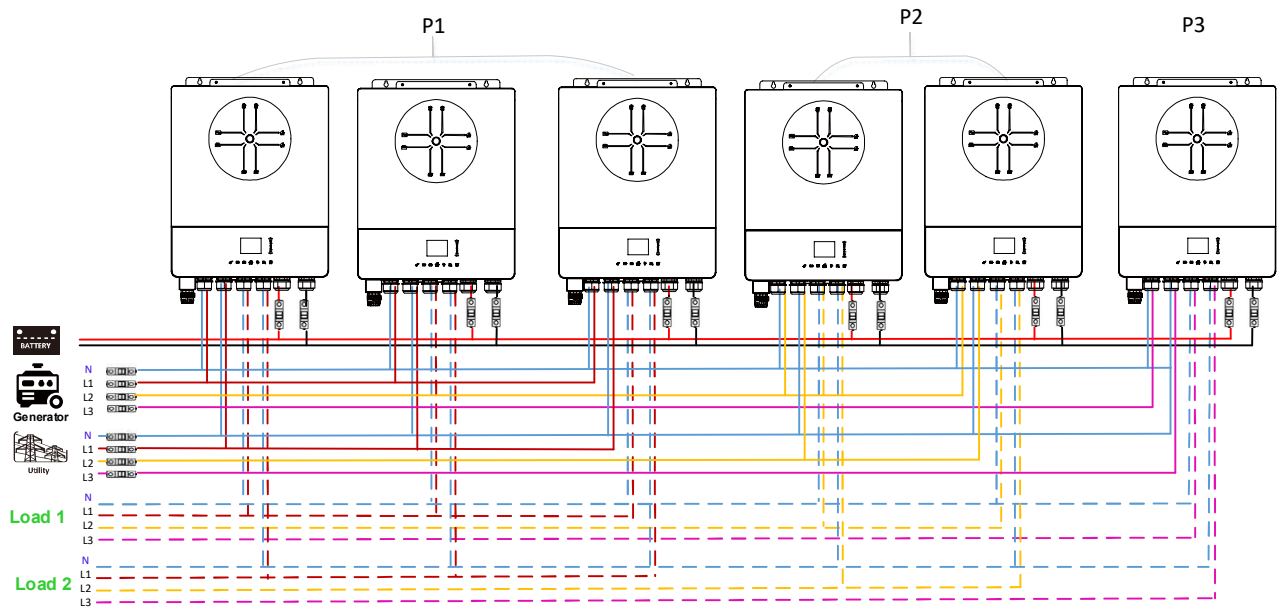 P1
P2
P3
BATTERY
Generator
N
L1
L2
L3
Utility
N
L1
L2
L3
Load 1
N
L1
L2
L3
Load 2
N
L1
L2
L3